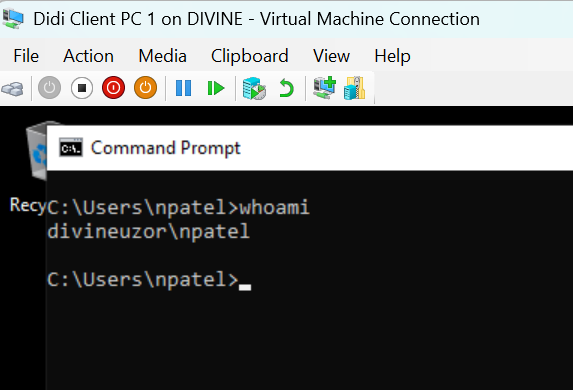 Didi Client PC 1 on DIVINE - Virtual Machine Connection
File Action Media Clipboard View Help
C:\. Command Prompt
Recy
C:\Users\npatel>whoami
divineuzor\npatel
C:\Users\npatel>